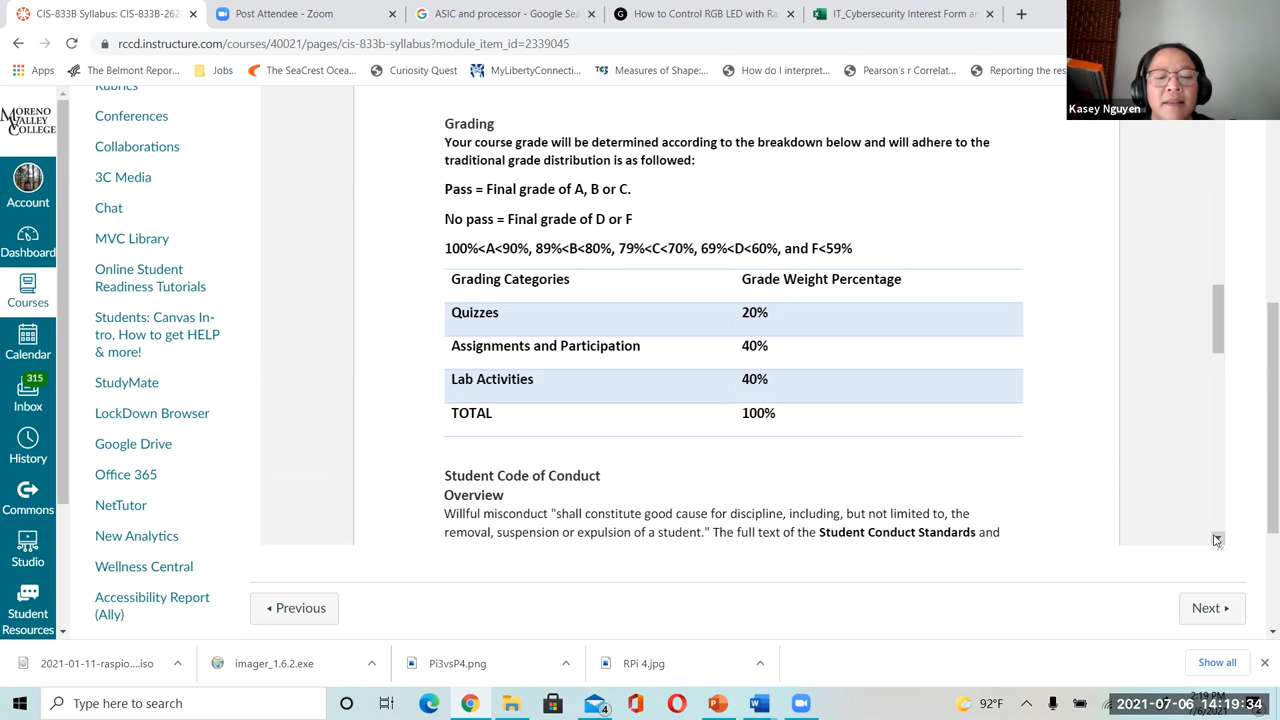 CIS-833B Syllabus: CIS-833B-262
Post Attendee - Zoom
ASIC and processor - Google Se
How to Control RGB LED with Ra
IT_Cybersecurity Interest Form an
rccd.instructure.com/courses/40021/pages/cis-833b-syllabus?module_item_id=2339045
Apps
The Belmont Repor...
Jobs
The SeaCrest Ocea...
Curiosity Quest
MyLibertyConnecti...
Measures of Shape:...
How do I interpret...
Pearson's r Correlat...
Reporting the res
Kasey Nguyen
MORENO
VALLEY
COLLEGE
Account
Dashboard
Courses
Calendar
315
Inbox
History
Commons
Studio
Student
Resources
Rubrics
Conferences
Collaborations
3C Media
Chat
MVC Library
Online Student
Readiness Tutorials
Students: Canvas In-
tro, How to get HELP
& more!
StudyMate
LockDown Browser
Google Drive
Office 365
NetTutor
New Analytics
Wellness Central
Accessibility Report
(Ally)
Grading
Your course grade will be determined according to the breakdown below and will adhere to the
traditional grade distribution is as followed:
Pass = Final grade of A, B or C.
No pass = Final grade of D or F
100%<A<90%, 89%<B<80%, 79%<C<70%, 69%<D<60%, and F<59%
Grading Categories Grade Weight Percentage
Quizzes 20%
Assignments and Participation 40%
Lab Activities 40%
TOTAL 100%
Student Code of Conduct
Overview
Willful misconduct "shall constitute good cause for discipline, including, but not limited to, the
removal, suspension or expulsion of a student." The full text of the Student Conduct Standards and
Previous
Next
2021-01-11-raspio....iso
imager_1.6.2.exe
Pi3vsP4.png
RPi 4.jpg
Show all
Type here to search
4
92°F
2:19 PM
7/6/2021
2021-07-06 14:19:34